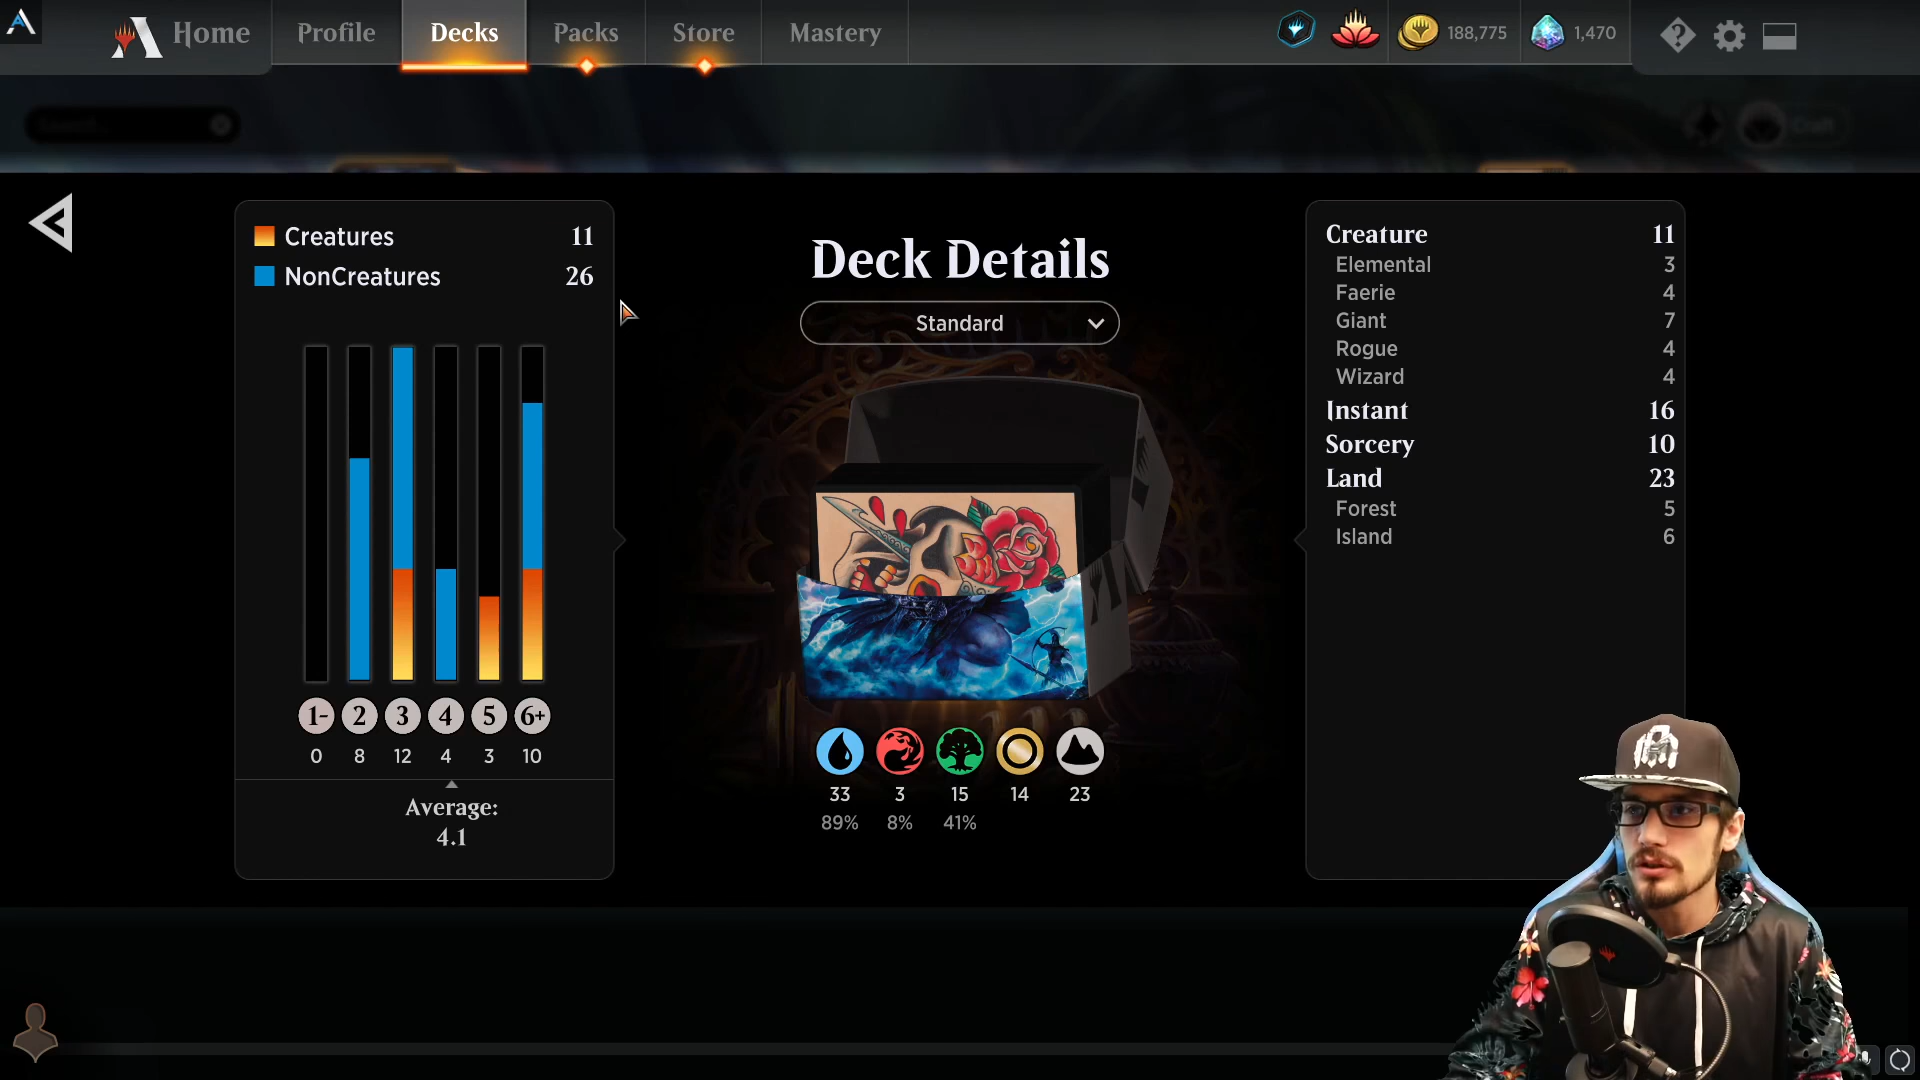 Home
Profile
Decks
Packs
Store
Mastery
188,775
1,470
Creatures 11
NonCreatures 26
1- 2 3 4 5 6+
0 8 12 4 3 10
Average:
4.1
Deck Details
Standard
33 3 15 14 23
89% 8% 41%
Creature 11
Elemental 3
Faerie 4
Giant 7
Rogue 4
Wizard 4
Instant 16
Sorcery 10
Land 23
Forest 5
Island 6